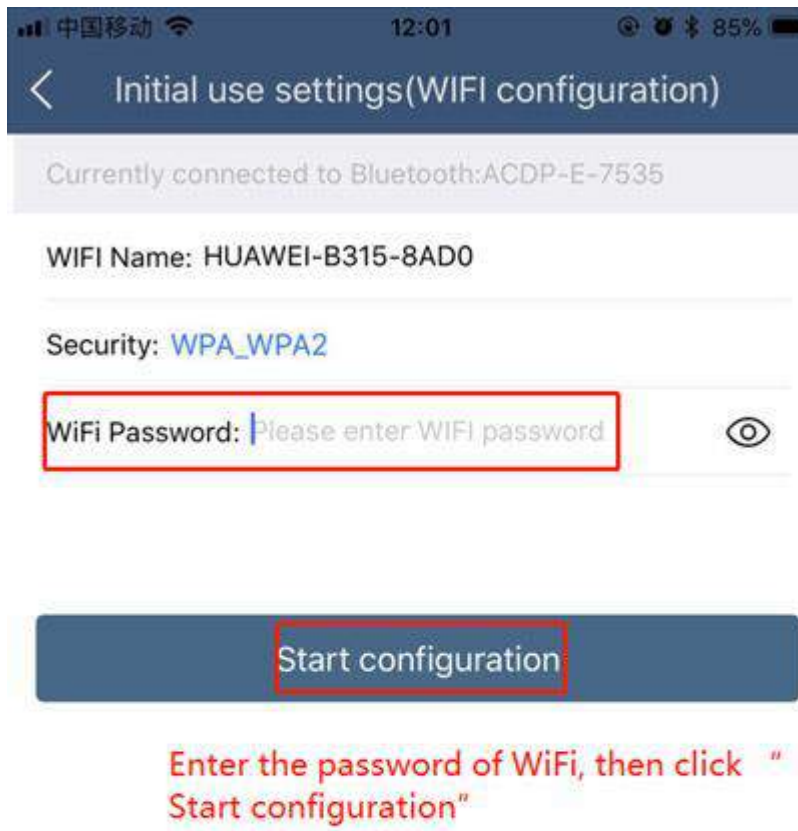 中国移动 12:01 85%
Initial use settings(WIFI configuration)
Currently connected to Bluetooth:ACDP-E-7535
WIFI Name: HUAWEI-B315-8AD0
Security: WPA_WPA2
WiFi Password: Please enter WIFI password
Start configuration
Enter the password of WiFi, then click “
Start configuration”